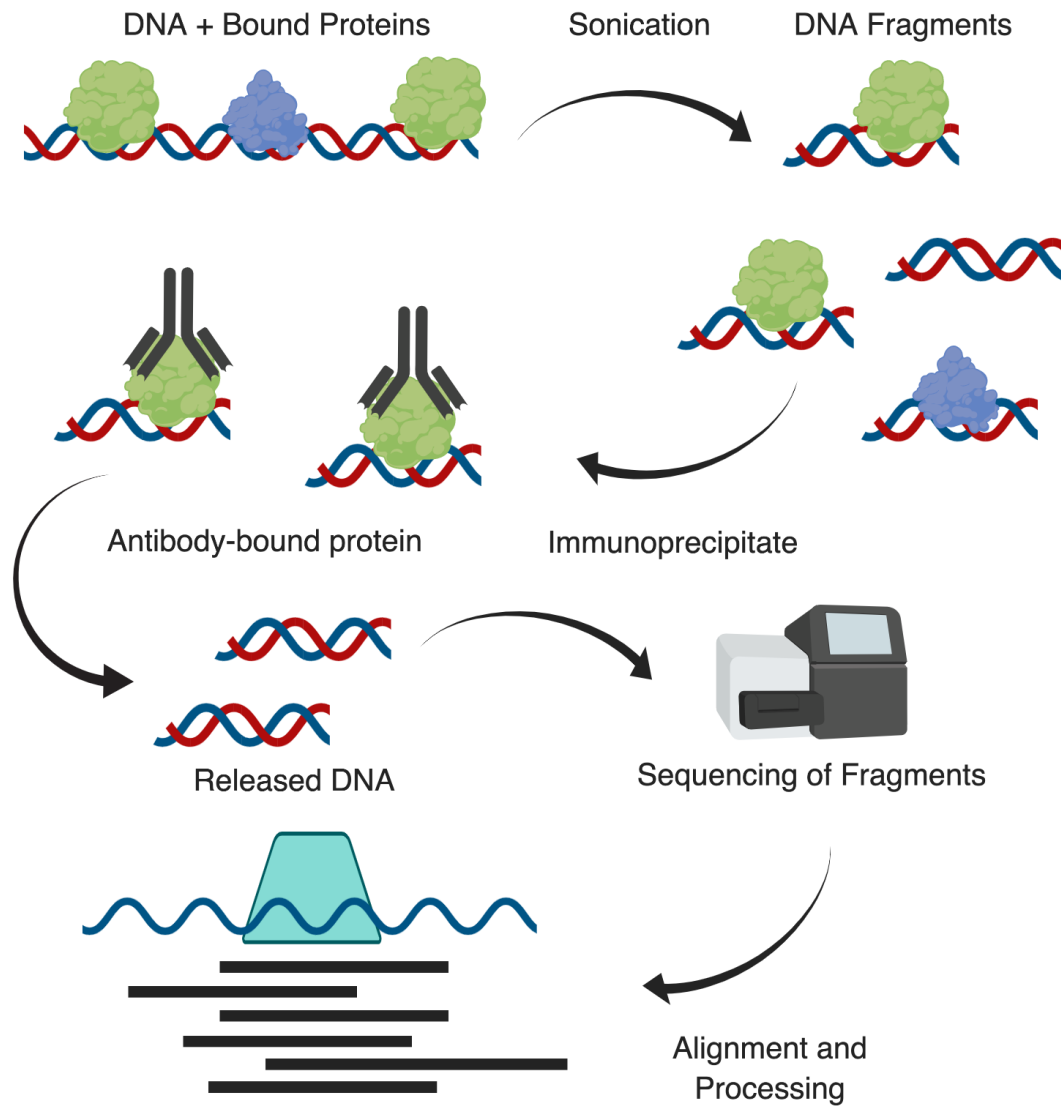 DNA + Bound Proteins
Sonication
DNA Fragments
Antibody-bound protein
Immunoprecipitate
Released DNA
Sequencing of Fragments
Alignment and
Processing